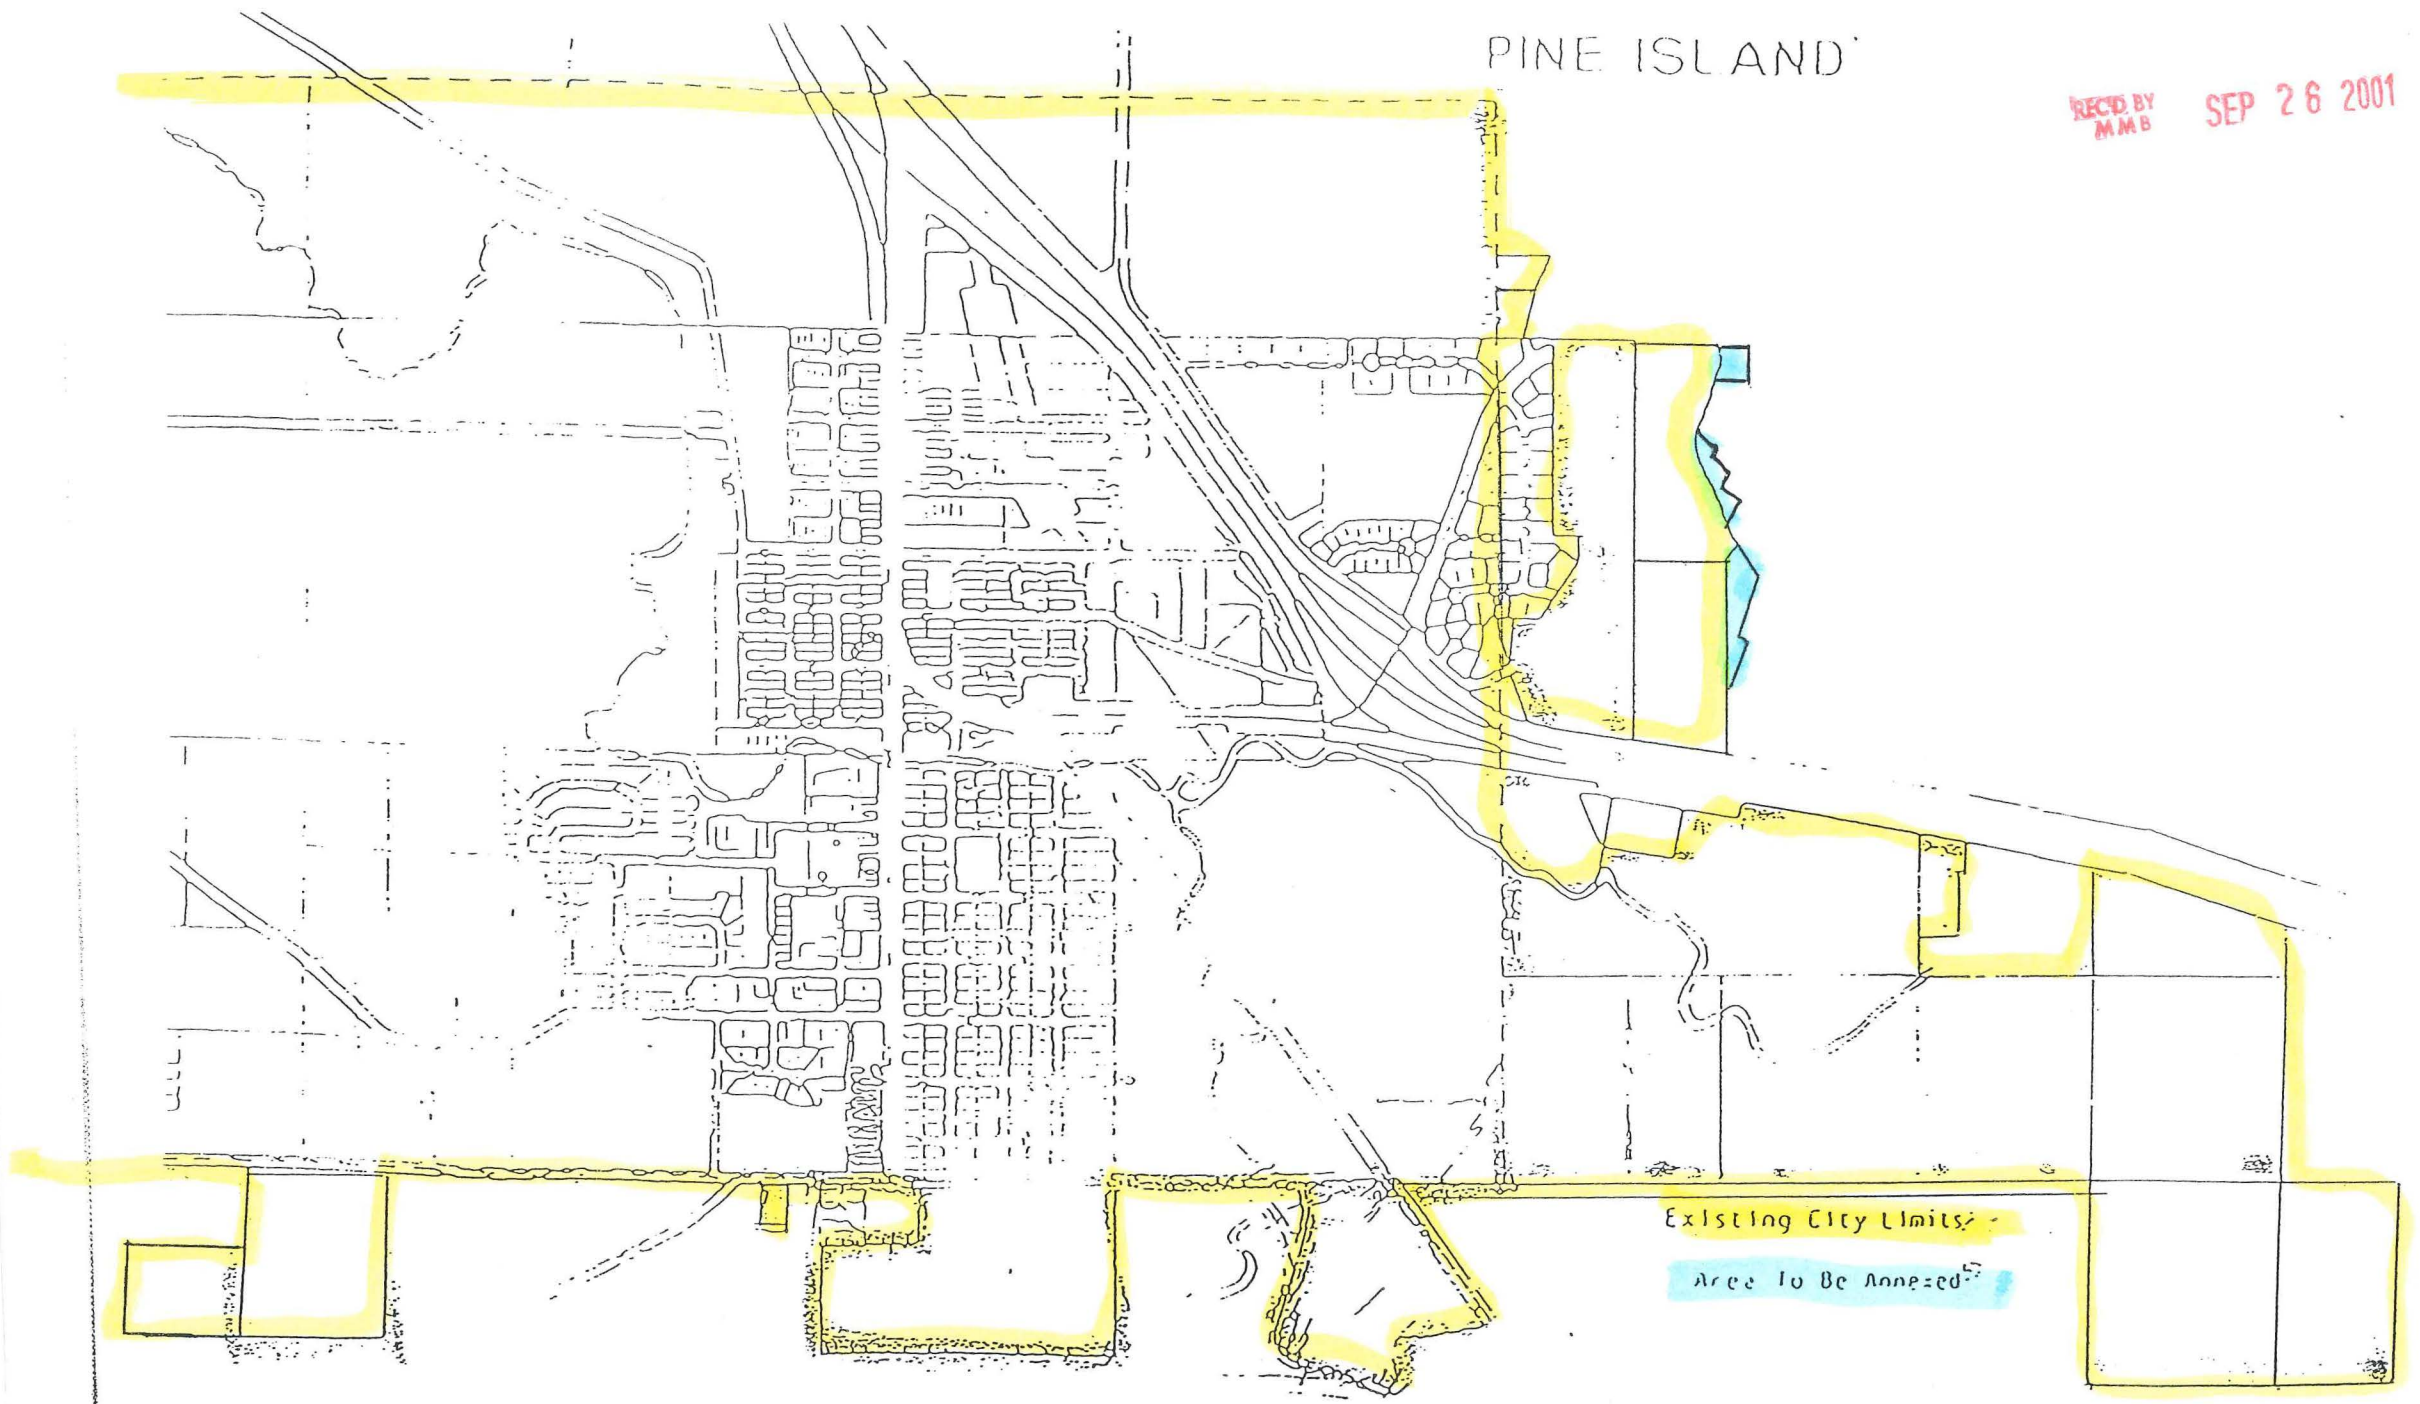 PINE ISLAND
REC'D BY
MMB
SEP 26 2001
Existing City Limits
Area To Be Annexed